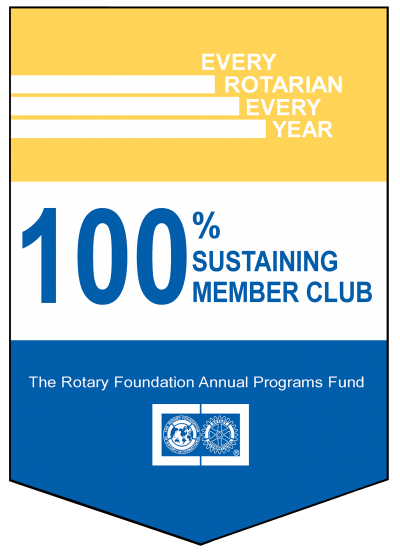 EVERY
ROTARIAN
EVERY
YEAR
100%
SUSTAINING
MEMBER CLUB
The Rotary Foundation Annual Programs Fund
®